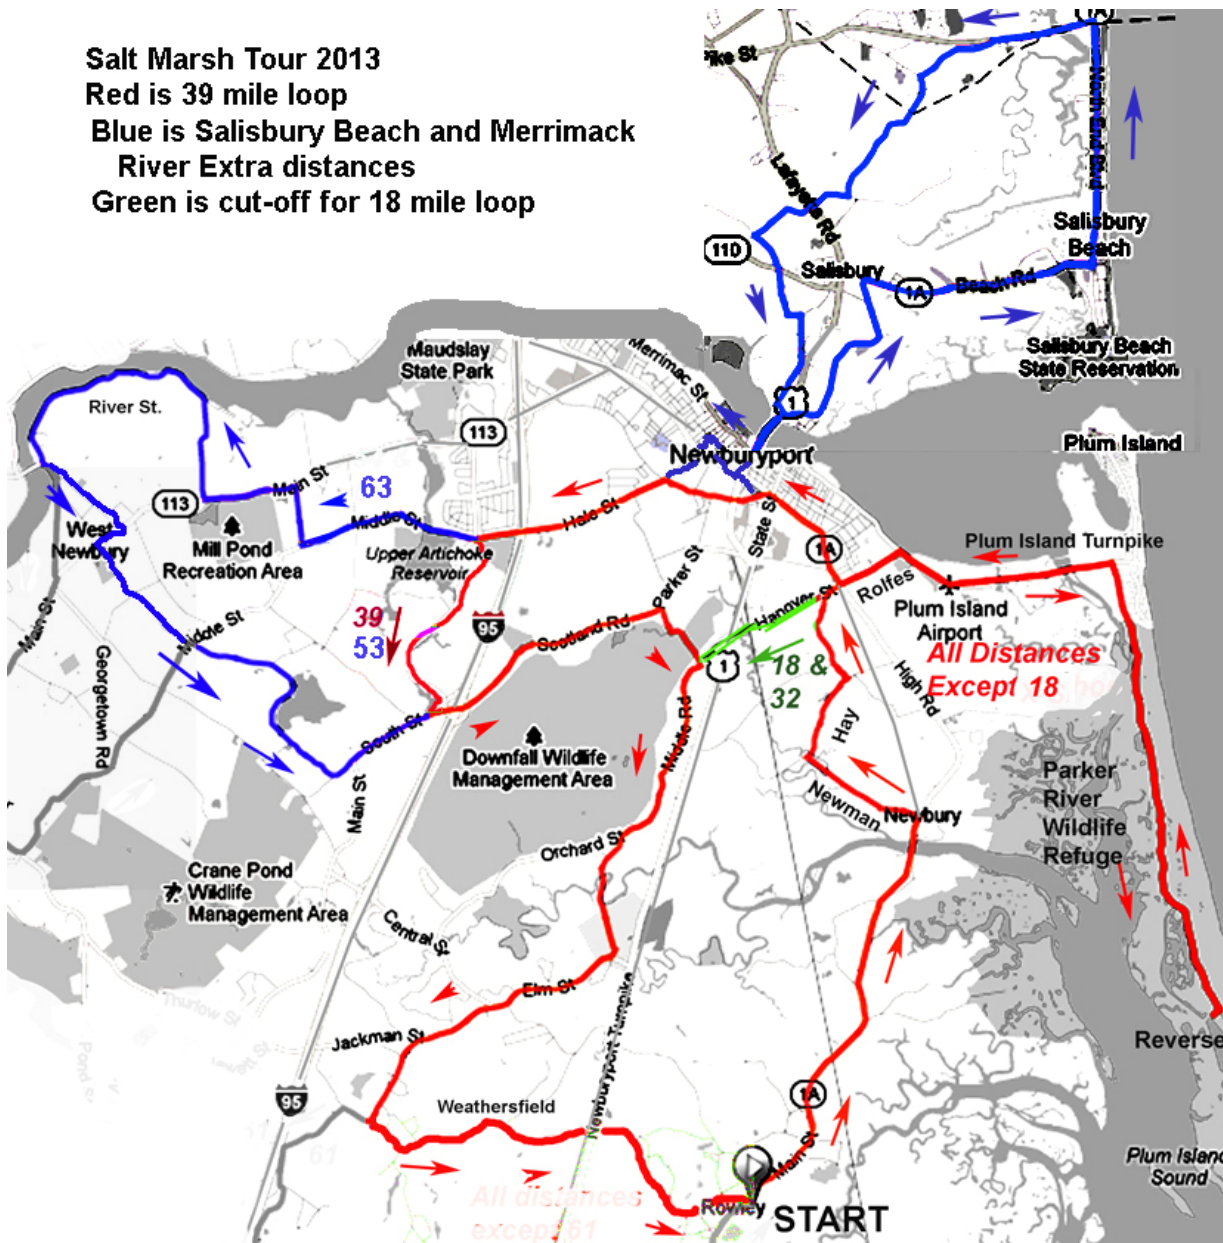 Salt Marsh Tour 2013
Red is 39 mile loop
Blue is Salisbury Beach and Merrimack
River Extra distances
Green is cut-off for 18 mile loop
1A
Pike St
North End Blvd
Lafayette Rd
110
Salisbury
Beach
Salisbury
1A
Beach Rd
Salisbury Beach
State Reservation
Maudslay
State Park
Merrimac St
1
River St.
113
Newburyport
Plum Island
Main St
63
113
Middle St
Hale St
State St
West
Newbury
Mill Pond
Recreation Area
Upper Artichoke
Reservoir
1A
Plum Island Turnpike
Parker St
Rolfes
Hanover St
Plum Island
Airport
Main St
Middle St
39
53
95
Scotland Rd
1
18 &
32
All Distances
Except 18
High Rd
Georgetown Rd
South St
Hay
Middle Rd
Downfall Wildlife
Management Area
Main St
Newman
Newbury
Parker
River
Wildlife
Refuge
Orchard St
Crane Pond
Wildlife
Management Area
Central St
Elm St
Thurlow St
Newburyport Turnpike
Jackman St
Reverse
95
Weathersfield
1A
Main St
61
Plum Island
Sound
All distances
except 61
Rowley
START